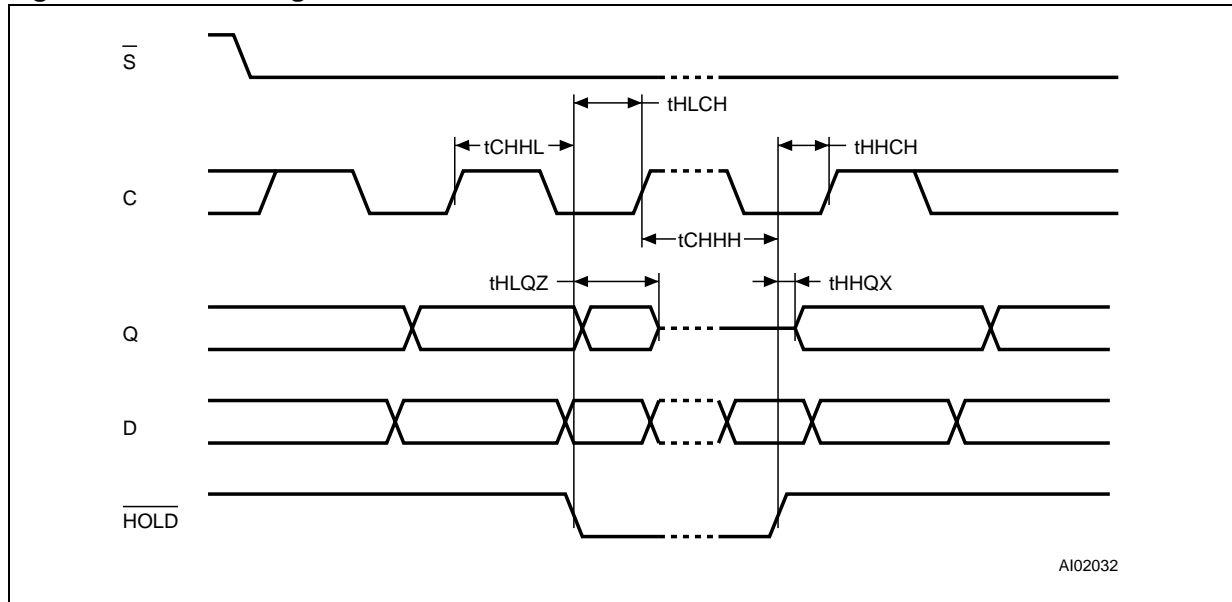 S
tHLCH
tCHHL
tHHCH
C
tCHHH
tHLQZ
tHHQX
Q
D
HOLD
AI02032